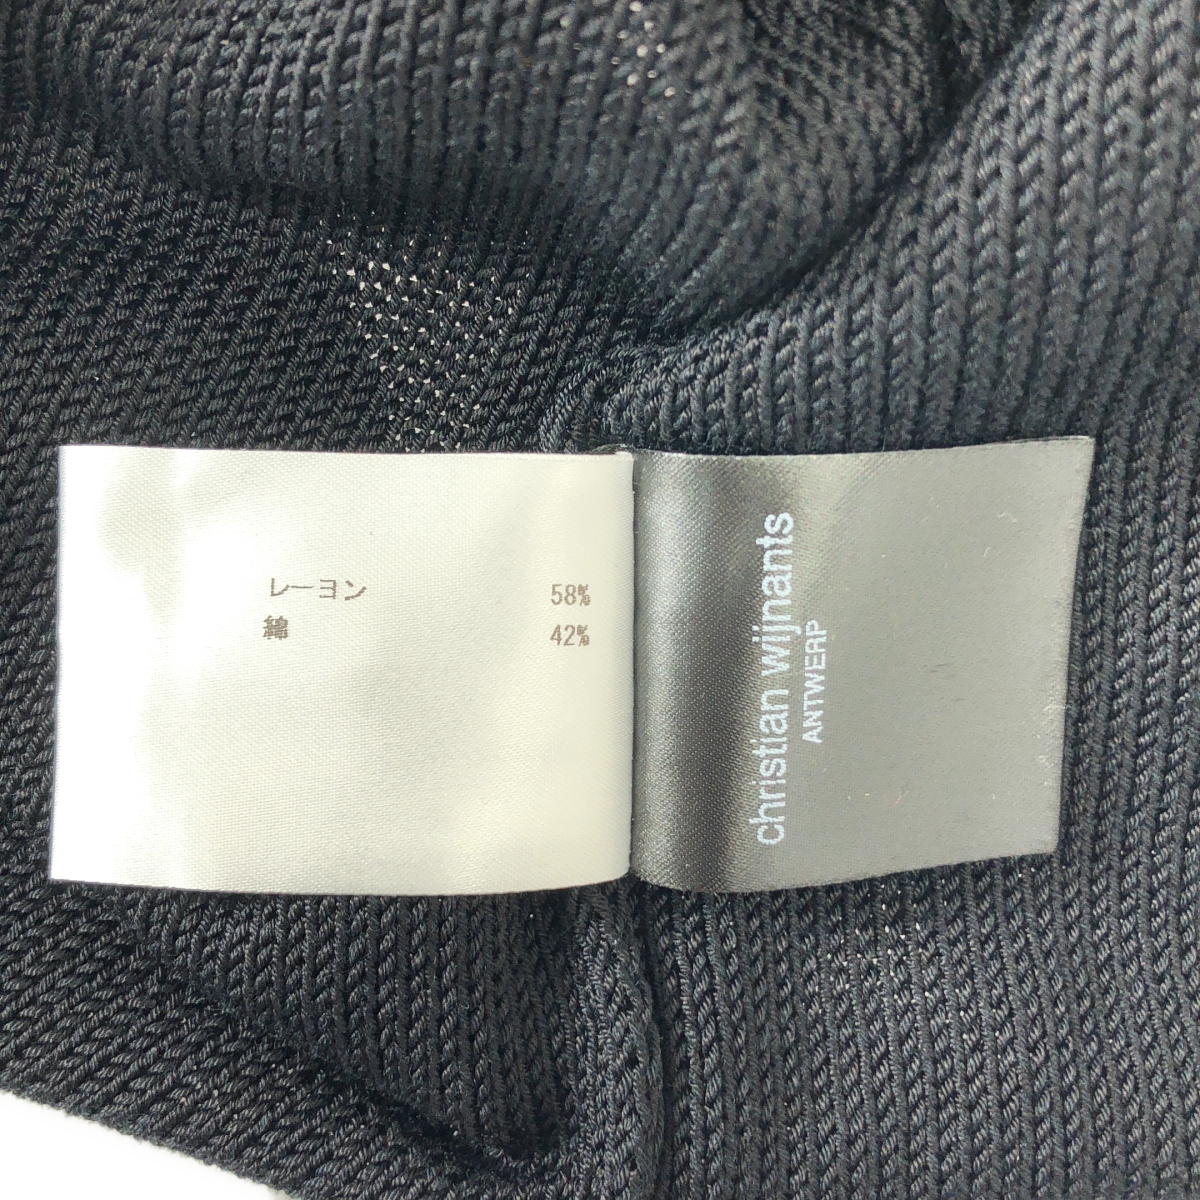 レーヨン 58%
綿 42%
christian wijnants
ANTWERP